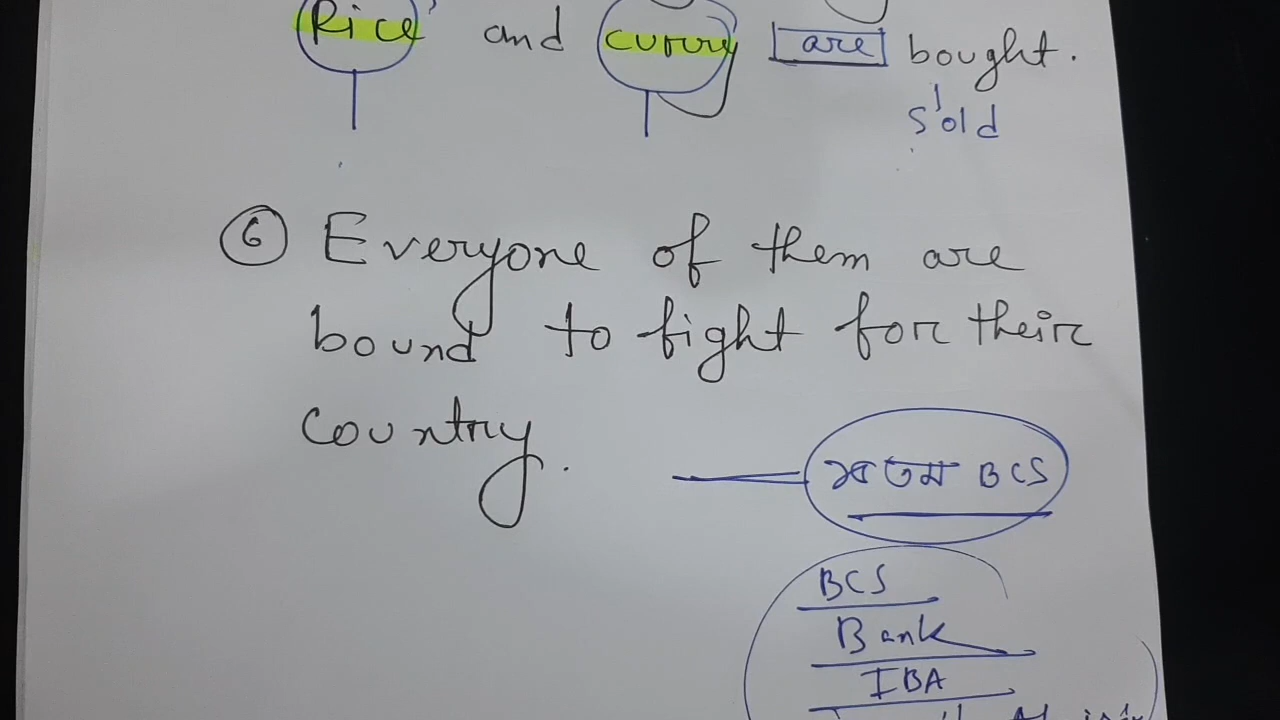 Rice and curry are bought.
sold
6 Everyone of them are
bound to fight for their
country.
BCS
BCS
Bank
IBA